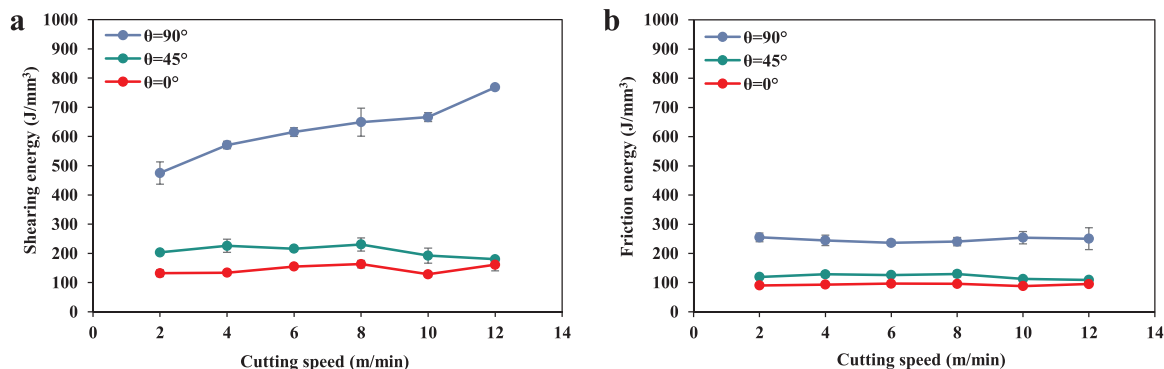 a
Shearing energy (J/mm³)
1000
900
800
700
600
500
400
300
200
100
0
θ=90°
θ=45°
θ=0°
0 2 4 6 8 10 12 14
Cutting speed (m/min)
b
Friction energy (J/mm³)
1000
900
800
700
600
500
400
300
200
100
0
θ=90°
θ=45°
θ=0°
0 2 4 6 8 10 12 14
Cutting speed (m/min)